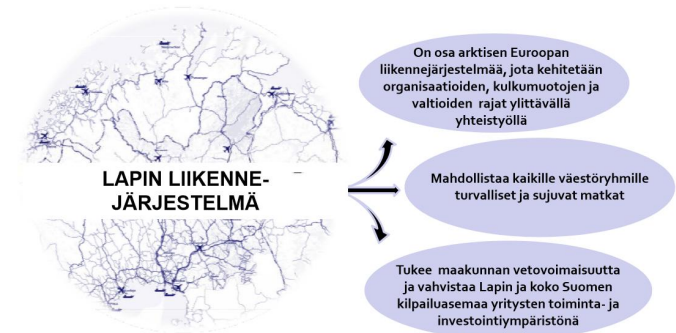 LAPIN LIIKENNE-
JÄRJESTELMÄ
On osa arktisen Euroopan
liikennejärjestelmää, jota kehitetään
organisaatioiden, kulkumuotojen ja
valtioiden rajat ylittävällä
yhteistyöllä
Mahdollistaa kaikille väestöryhmille
turvalliset ja sujuvat matkat
Tukee maakunnan vetovoimaisuutta
ja vahvistaa Lapin ja koko Suomen
kilpailuasemaa yritysten toiminta- ja
investointiympäristönä